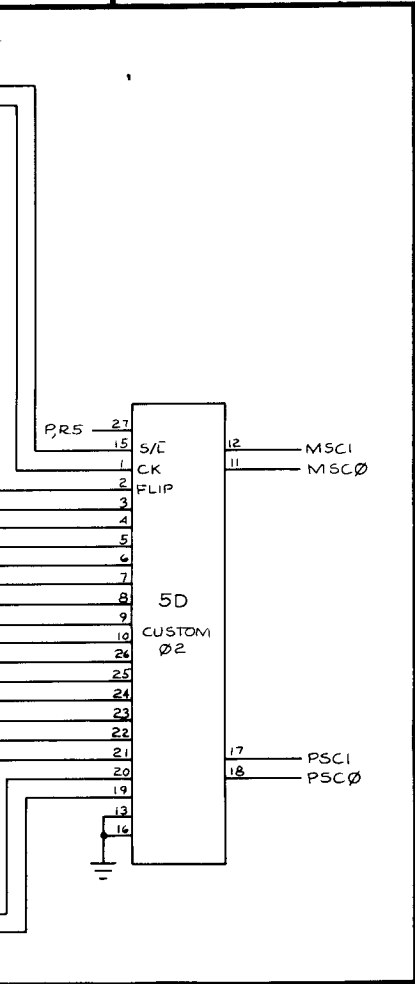 P,R5 27
15 S/L̅ 12 MSC1
1 CK 11 MSCØ
2 FLIP
3
4
5
6
7
8 5D
9
10 CUSTOM
Ø2
26
25
24
23
22
21 17 PSC1
20 18 PSCØ
19
13
16